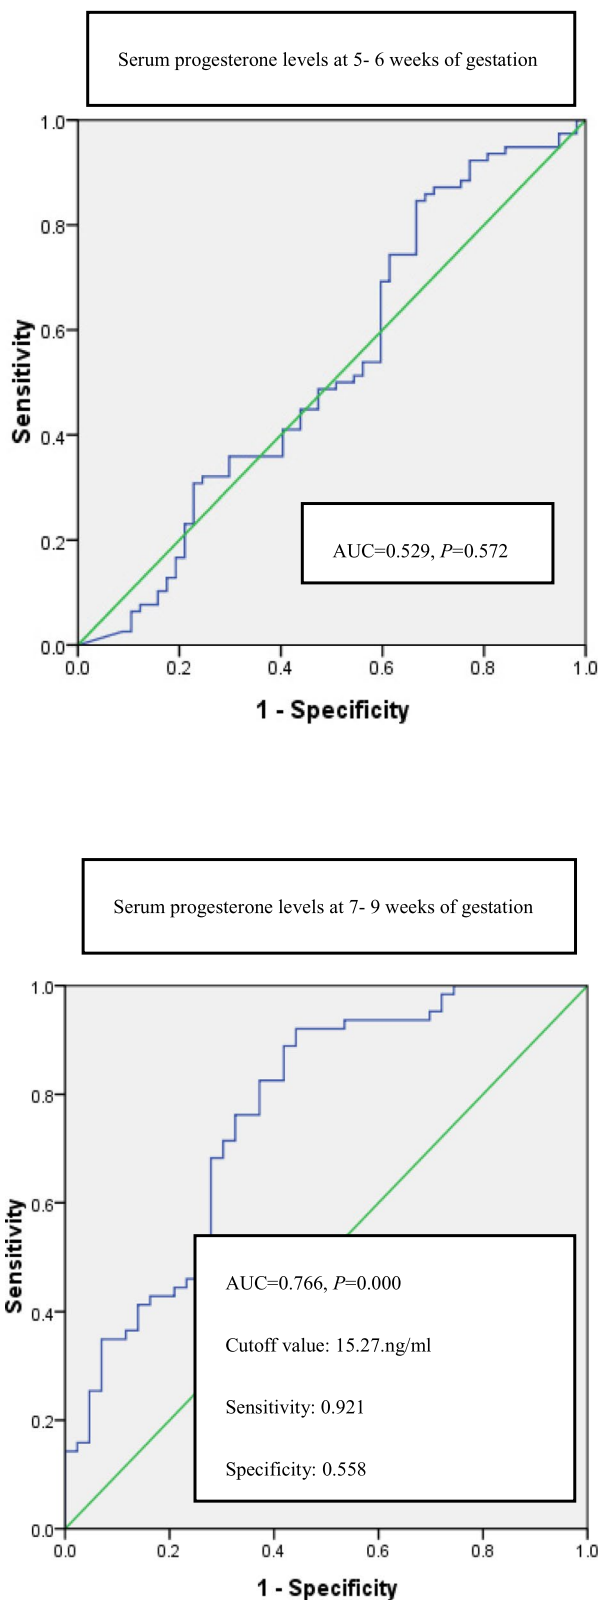 Serum progesterone levels at 5- 6 weeks of gestation
1.0
0.8
0.6
0.4
0.2
0.0
Sensitivity
AUC=0.529, P=0.572
0.0 0.2 0.4 0.6 0.8 1.0
1 - Specificity
Serum progesterone levels at 7- 9 weeks of gestation
1.0
0.8
0.6
0.4
0.2
0.0
Sensitivity
AUC=0.766, P=0.000
Cutoff value: 15.27.ng/ml
Sensitivity: 0.921
Specificity: 0.558
0.0 0.2 0.4 0.6 0.8 1.0
1 - Specificity